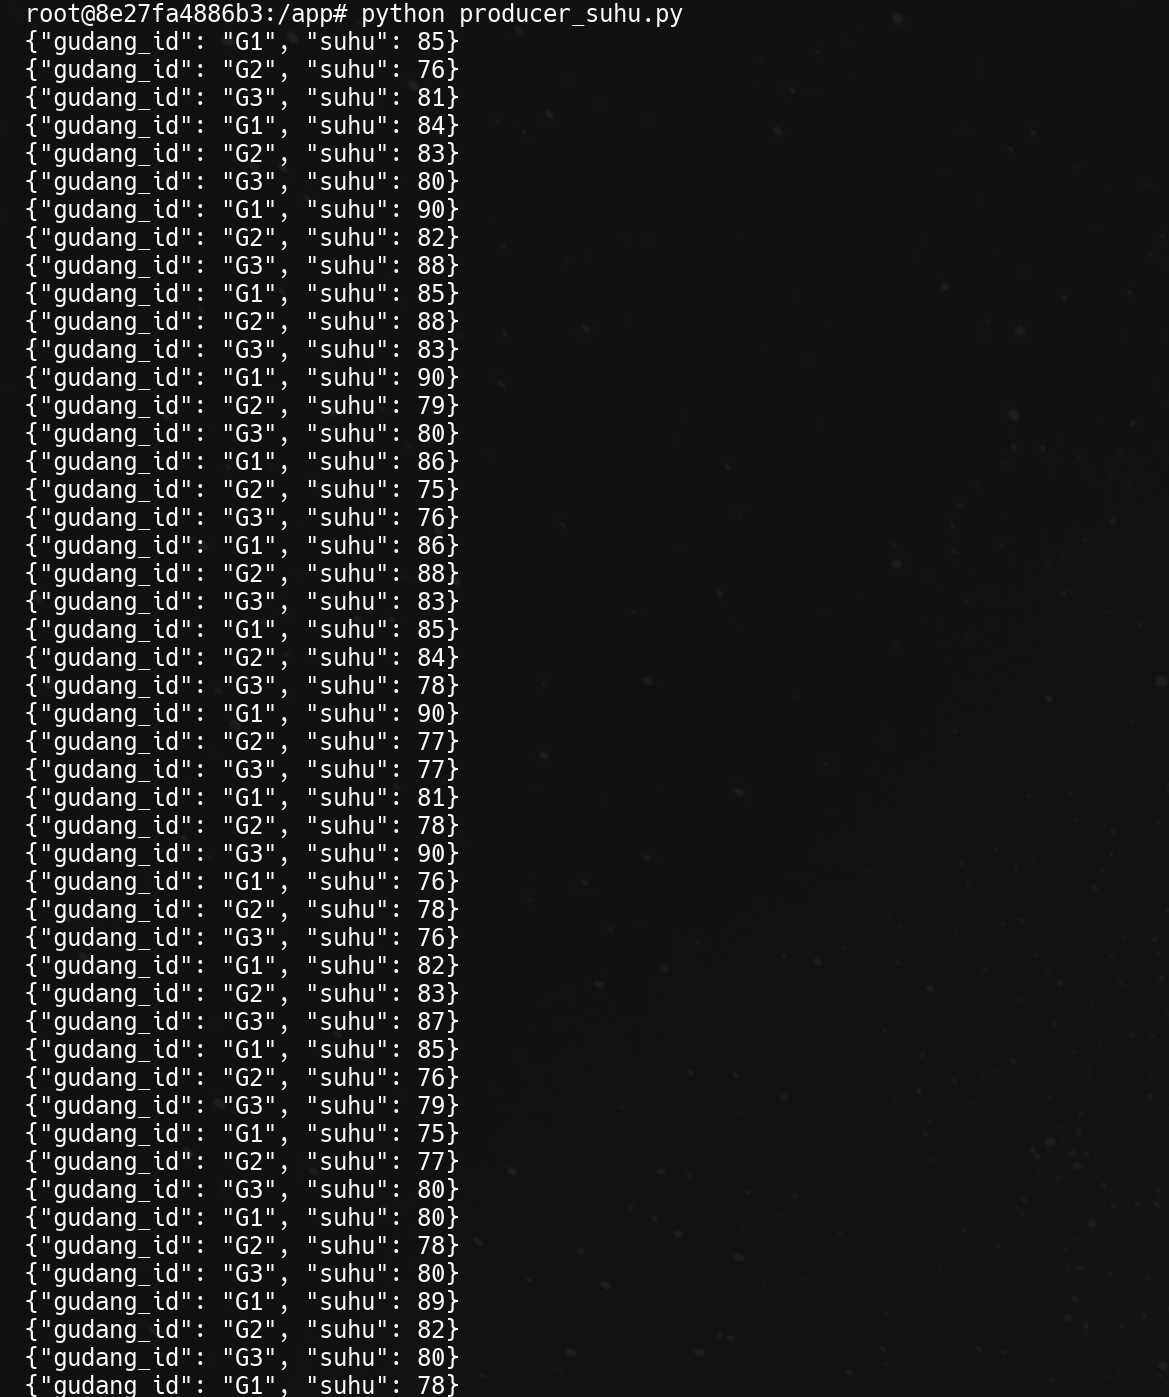 root@8e27fa4886b3:/app# python producer_suhu.py
{"gudang_id": "G1", "suhu": 85}
{"gudang_id": "G2", "suhu": 76}
{"gudang_id": "G3", "suhu": 81}
{"gudang_id": "G1", "suhu": 84}
{"gudang_id": "G2", "suhu": 83}
{"gudang_id": "G3", "suhu": 80}
{"gudang_id": "G1", "suhu": 90}
{"gudang_id": "G2", "suhu": 82}
{"gudang_id": "G3", "suhu": 88}
{"gudang_id": "G1", "suhu": 85}
{"gudang_id": "G2", "suhu": 88}
{"gudang_id": "G3", "suhu": 83}
{"gudang_id": "G1", "suhu": 90}
{"gudang_id": "G2", "suhu": 79}
{"gudang_id": "G3", "suhu": 80}
{"gudang_id": "G1", "suhu": 86}
{"gudang_id": "G2", "suhu": 75}
{"gudang_id": "G3", "suhu": 76}
{"gudang_id": "G1", "suhu": 86}
{"gudang_id": "G2", "suhu": 88}
{"gudang_id": "G3", "suhu": 83}
{"gudang_id": "G1", "suhu": 85}
{"gudang_id": "G2", "suhu": 84}
{"gudang_id": "G3", "suhu": 78}
{"gudang_id": "G1", "suhu": 90}
{"gudang_id": "G2", "suhu": 77}
{"gudang_id": "G3", "suhu": 77}
{"gudang_id": "G1", "suhu": 81}
{"gudang_id": "G2", "suhu": 78}
{"gudang_id": "G3", "suhu": 90}
{"gudang_id": "G1", "suhu": 76}
{"gudang_id": "G2", "suhu": 78}
{"gudang_id": "G3", "suhu": 76}
{"gudang_id": "G1", "suhu": 82}
{"gudang_id": "G2", "suhu": 83}
{"gudang_id": "G3", "suhu": 87}
{"gudang_id": "G1", "suhu": 85}
{"gudang_id": "G2", "suhu": 76}
{"gudang_id": "G3", "suhu": 79}
{"gudang_id": "G1", "suhu": 75}
{"gudang_id": "G2", "suhu": 77}
{"gudang_id": "G3", "suhu": 80}
{"gudang_id": "G1", "suhu": 80}
{"gudang_id": "G2", "suhu": 78}
{"gudang_id": "G3", "suhu": 80}
{"gudang_id": "G1", "suhu": 89}
{"gudang_id": "G2", "suhu": 82}
{"gudang_id": "G3", "suhu": 80}
{"gudang_id": "G1", "suhu": 78}